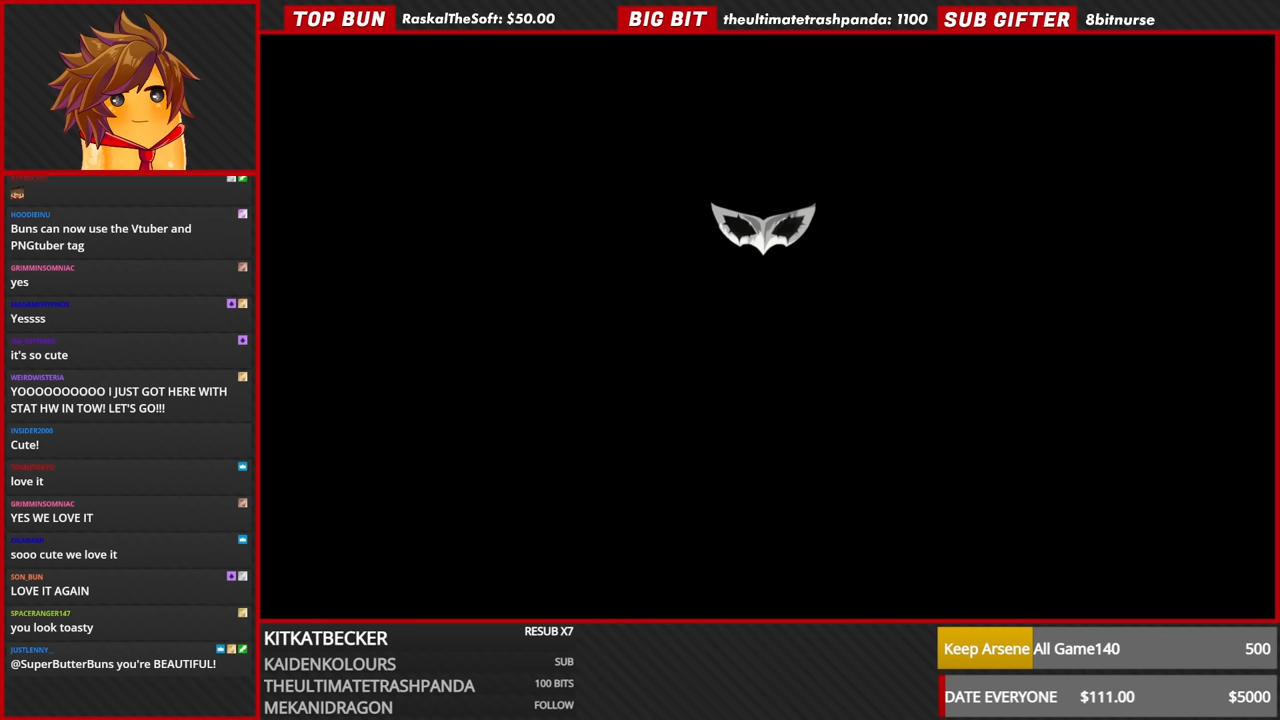 TOP BUN RaskalTheSoft: $50.00 BIG BIT theultimatetrashpanda: 1100 SUB GIFTER 8bitnurse
HOODIEINU
Buns can now use the Vtuber and
PNGtuber tag
GRIMMINSOMNIAC
yes
Yessss
it's so cute
WEIRDWISTERIA
YOOOOOOOOOO I JUST GOT HERE WITH
STAT HW IN TOW! LET'S GO!!!
INSIDER2000
Cute!
love it
GRIMMINSOMNIAC
YES WE LOVE IT
sooo cute we love it
SON_BUN
LOVE IT AGAIN
SPACERANGER147
you look toasty
JUSTLENNY_
@SuperButterBuns you're BEAUTIFUL!
KITKATBECKER RESUB X7
KAIDENKOLOURS SUB
THEULTIMATETRASHPANDA 100 BITS
MEKANIDRAGON FOLLOW
Keep Arsene All Game140 500
DATE EVERYONE $111.00 $5000